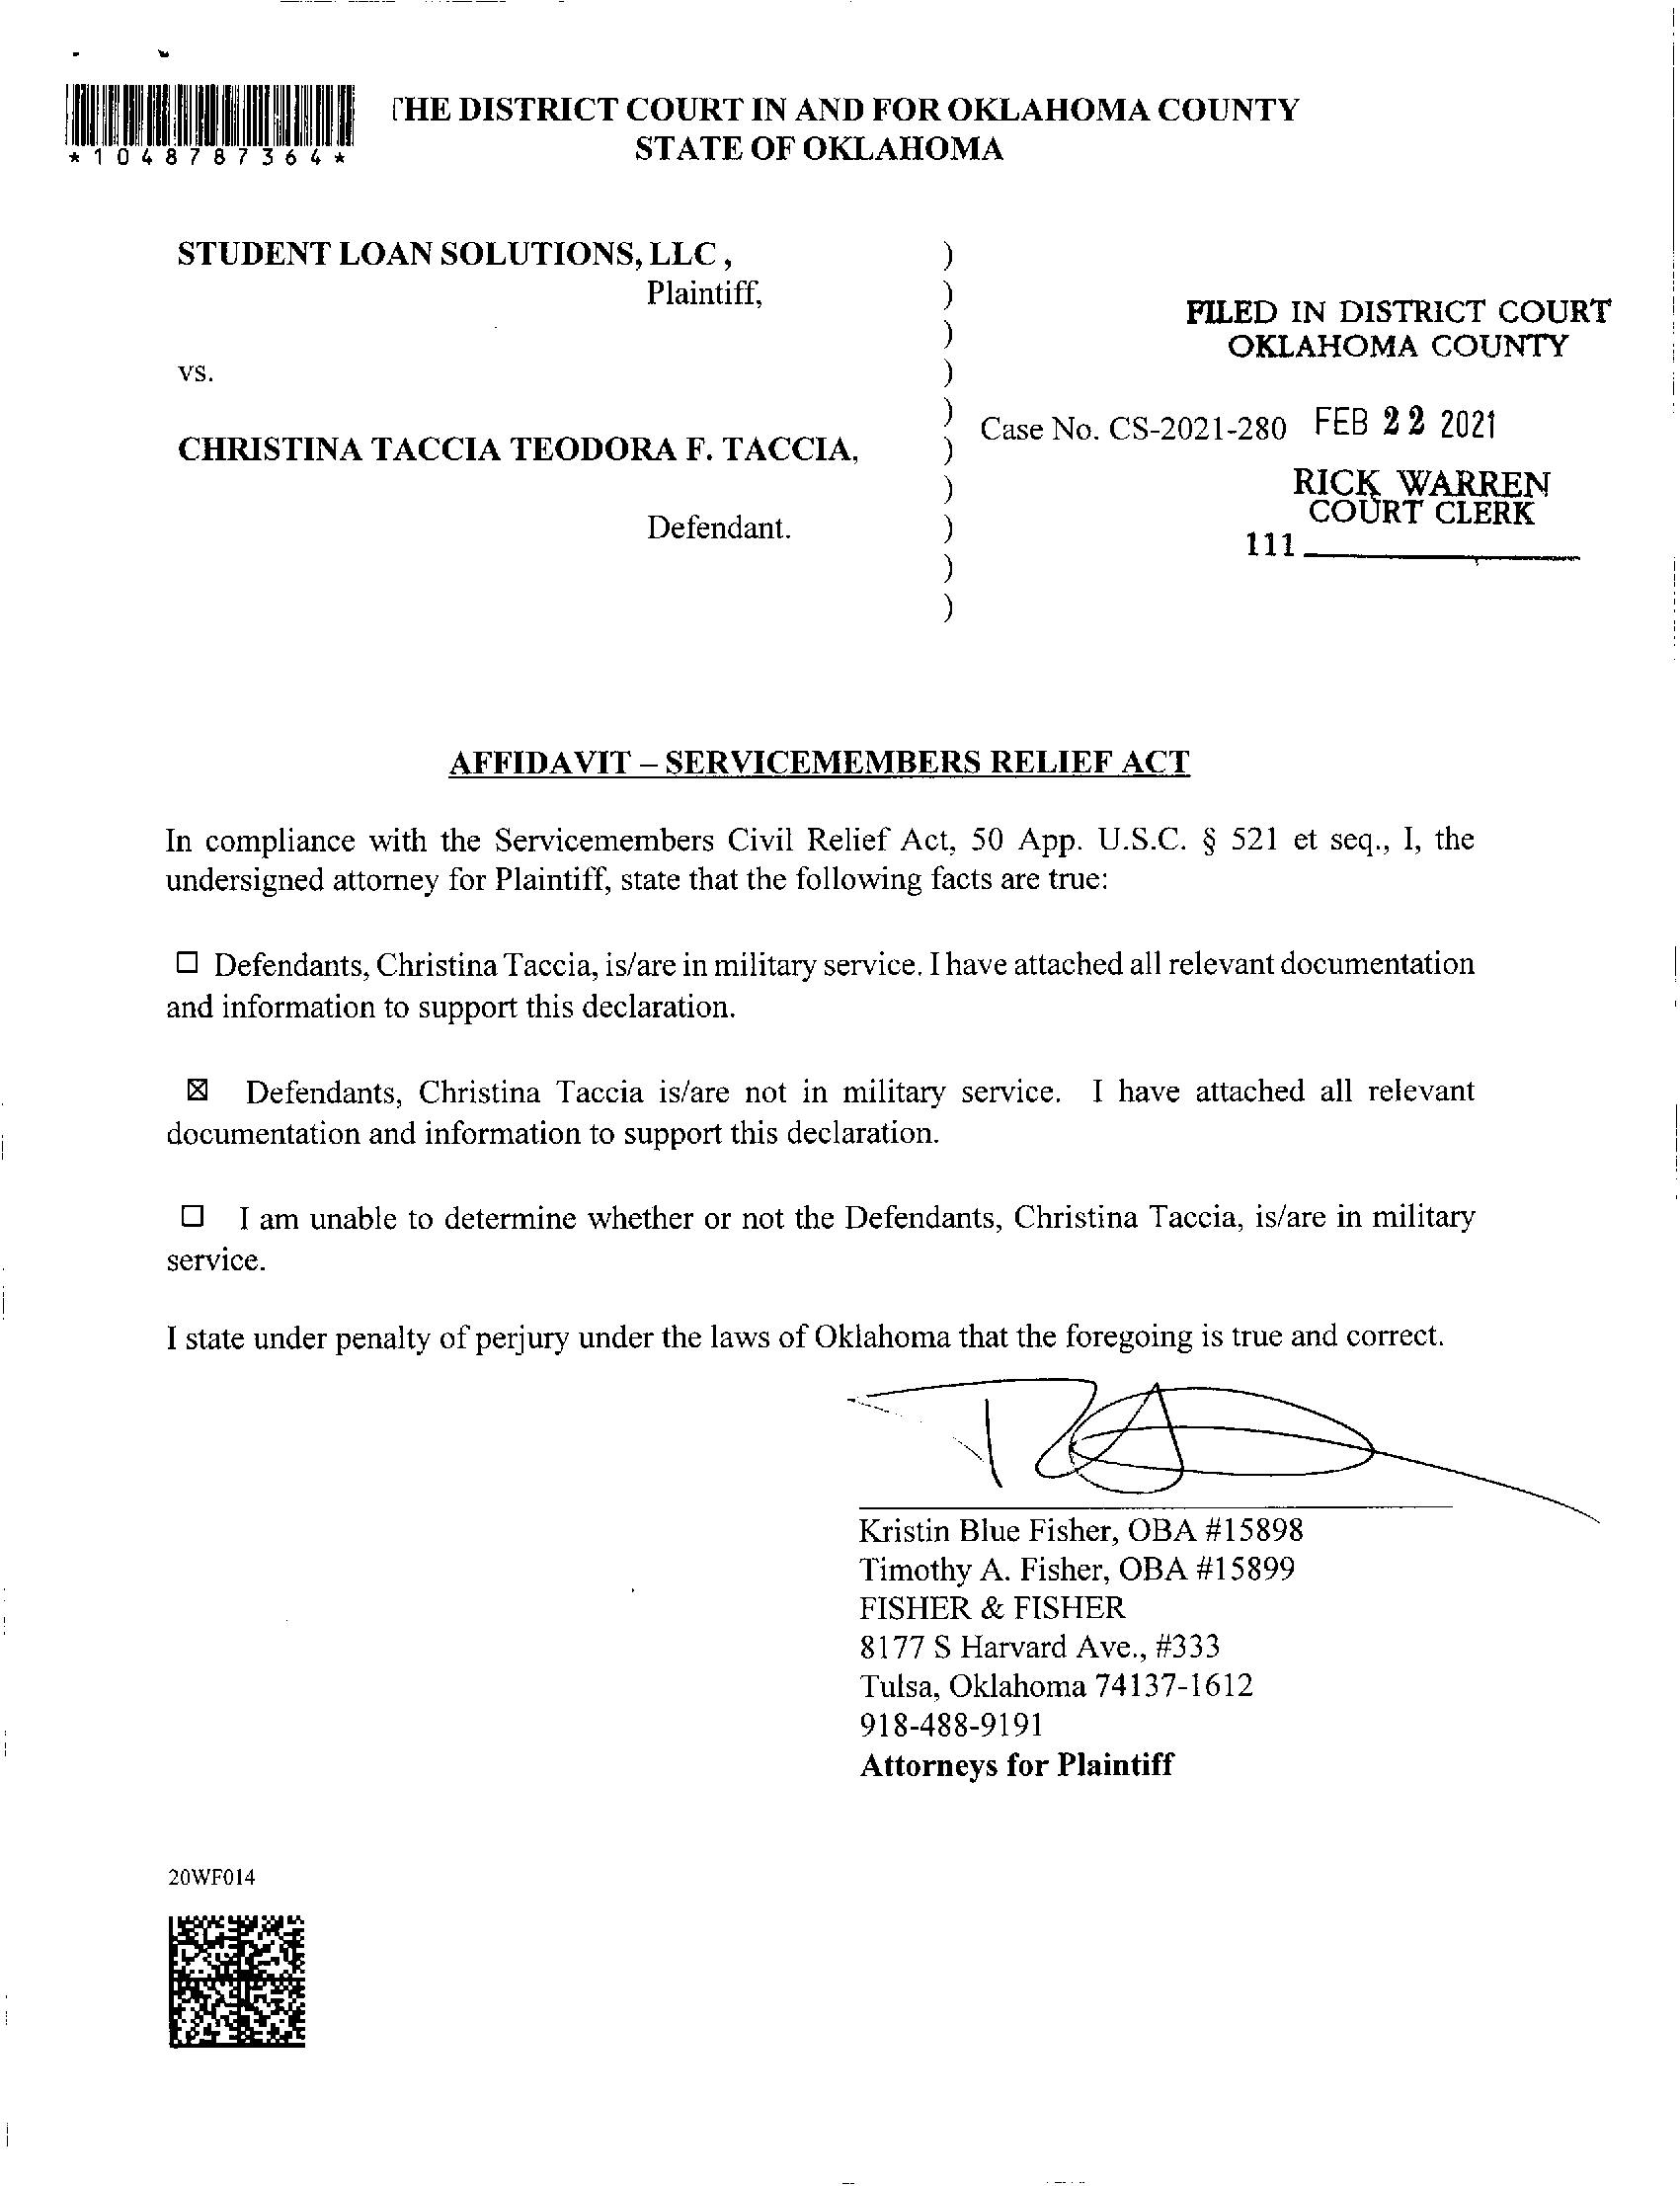 THE DISTRICT COURT IN AND FOR OKLAHOMA COUNTY
STATE OF OKLAHOMA
*1048787364*
STUDENT LOAN SOLUTIONS, LLC ,
Plaintiff,
vs.
CHRISTINA TACCIA TEODORA F. TACCIA,
Defendant.
)
)
)
)
)
)
)
)
)
)
FILED IN DISTRICT COURT
OKLAHOMA COUNTY
Case No. CS-2021-280 FEB 22 2021
RICK WARREN
COURT CLERK
111
AFFIDAVIT – SERVICEMEMBERS RELIEF ACT
In compliance with the Servicemembers Civil Relief Act, 50 App. U.S.C. § 521 et seq., I, the
undersigned attorney for Plaintiff, state that the following facts are true:
☐ Defendants, Christina Taccia, is/are in military service. I have attached all relevant documentation
and information to support this declaration.
☒ Defendants, Christina Taccia is/are not in military service. I have attached all relevant
documentation and information to support this declaration.
☐ I am unable to determine whether or not the Defendants, Christina Taccia, is/are in military
service.
I state under penalty of perjury under the laws of Oklahoma that the foregoing is true and correct.
Kristin Blue Fisher, OBA #15898
Timothy A. Fisher, OBA #15899
FISHER & FISHER
8177 S Harvard Ave., #333
Tulsa, Oklahoma 74137-1612
918-488-9191
Attorneys for Plaintiff
20WF014